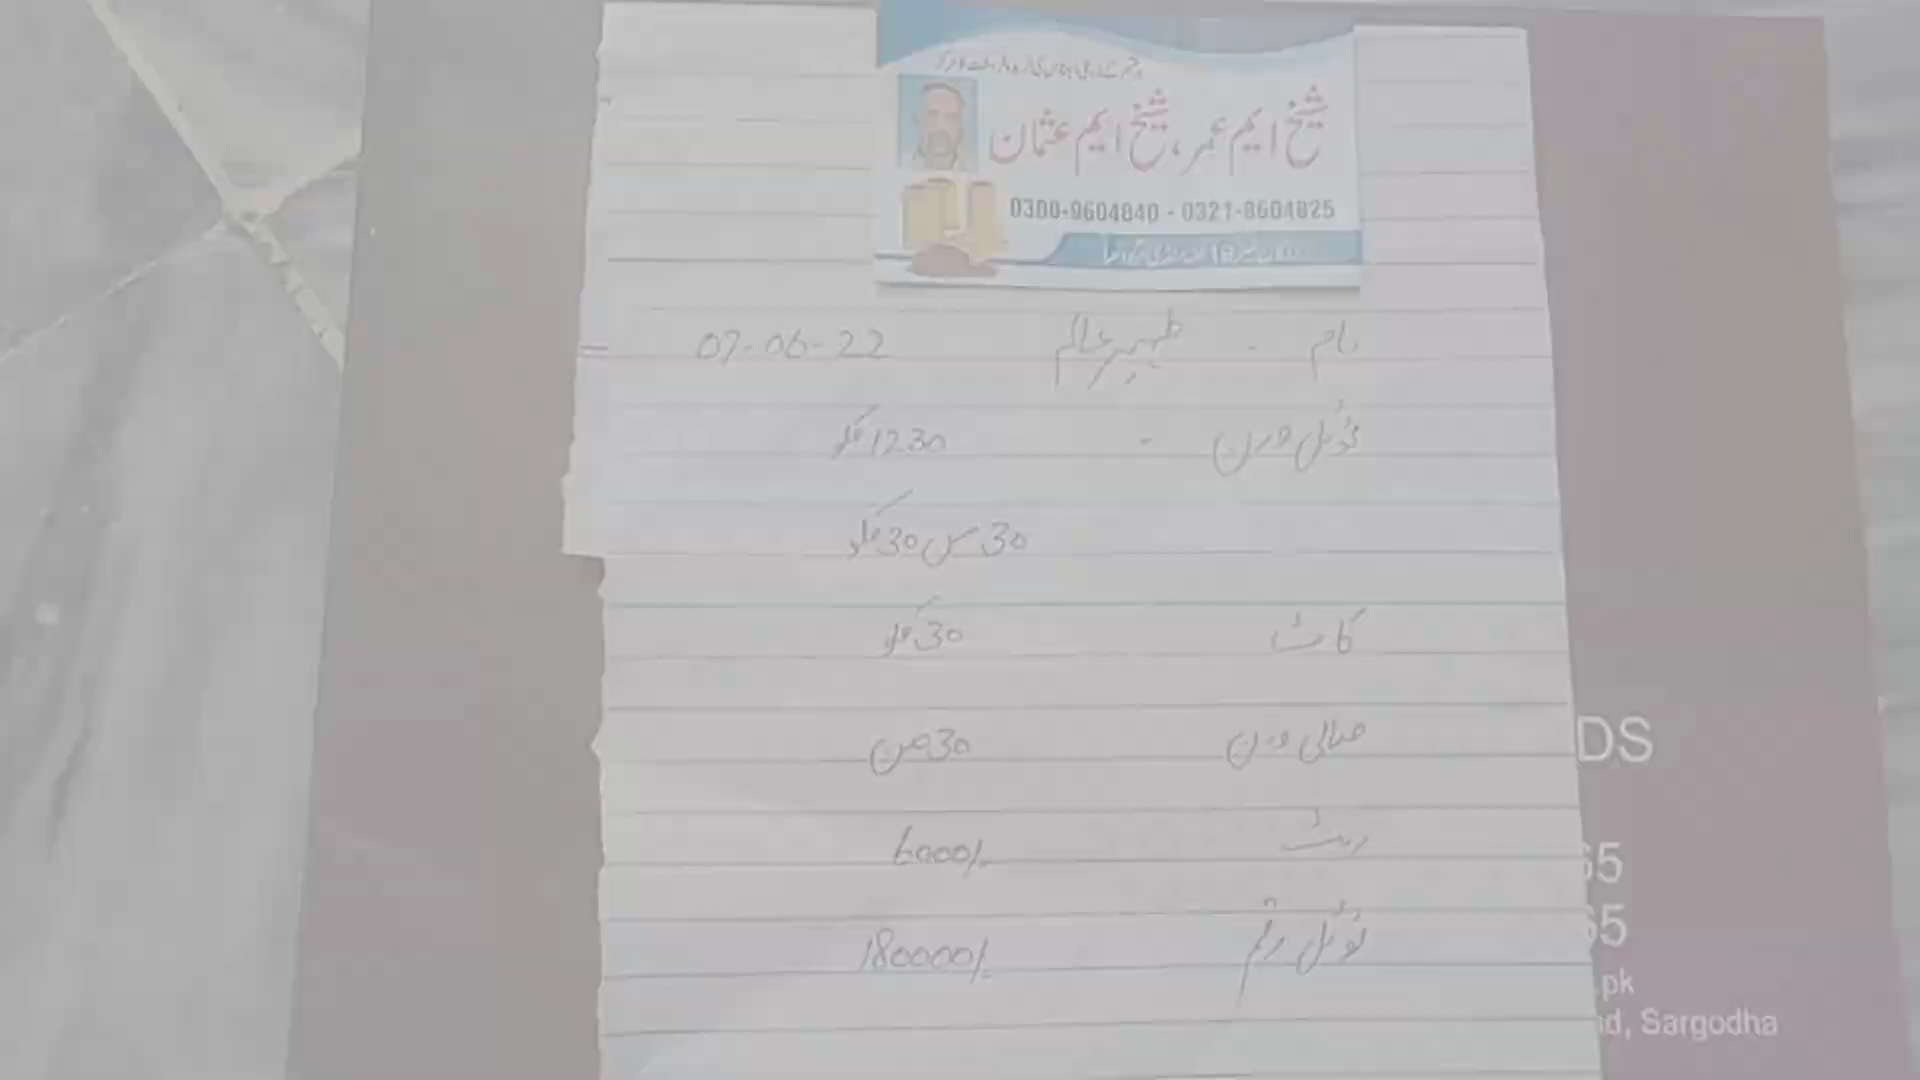 شیخ ایم عمر، شیخ ایم عثمان
0300-9604840 - 0321-8604825
نام - ظہیر عالم 07-06-22
ٹوٹل وزن - 1230 کلو
30 من 30 کلو
کاٹ 30 کلو
صافی وزن 30 من
ریٹ 6000/-
ٹوٹل رقم 180000/-
DS
65
65
.pk
Sargodha